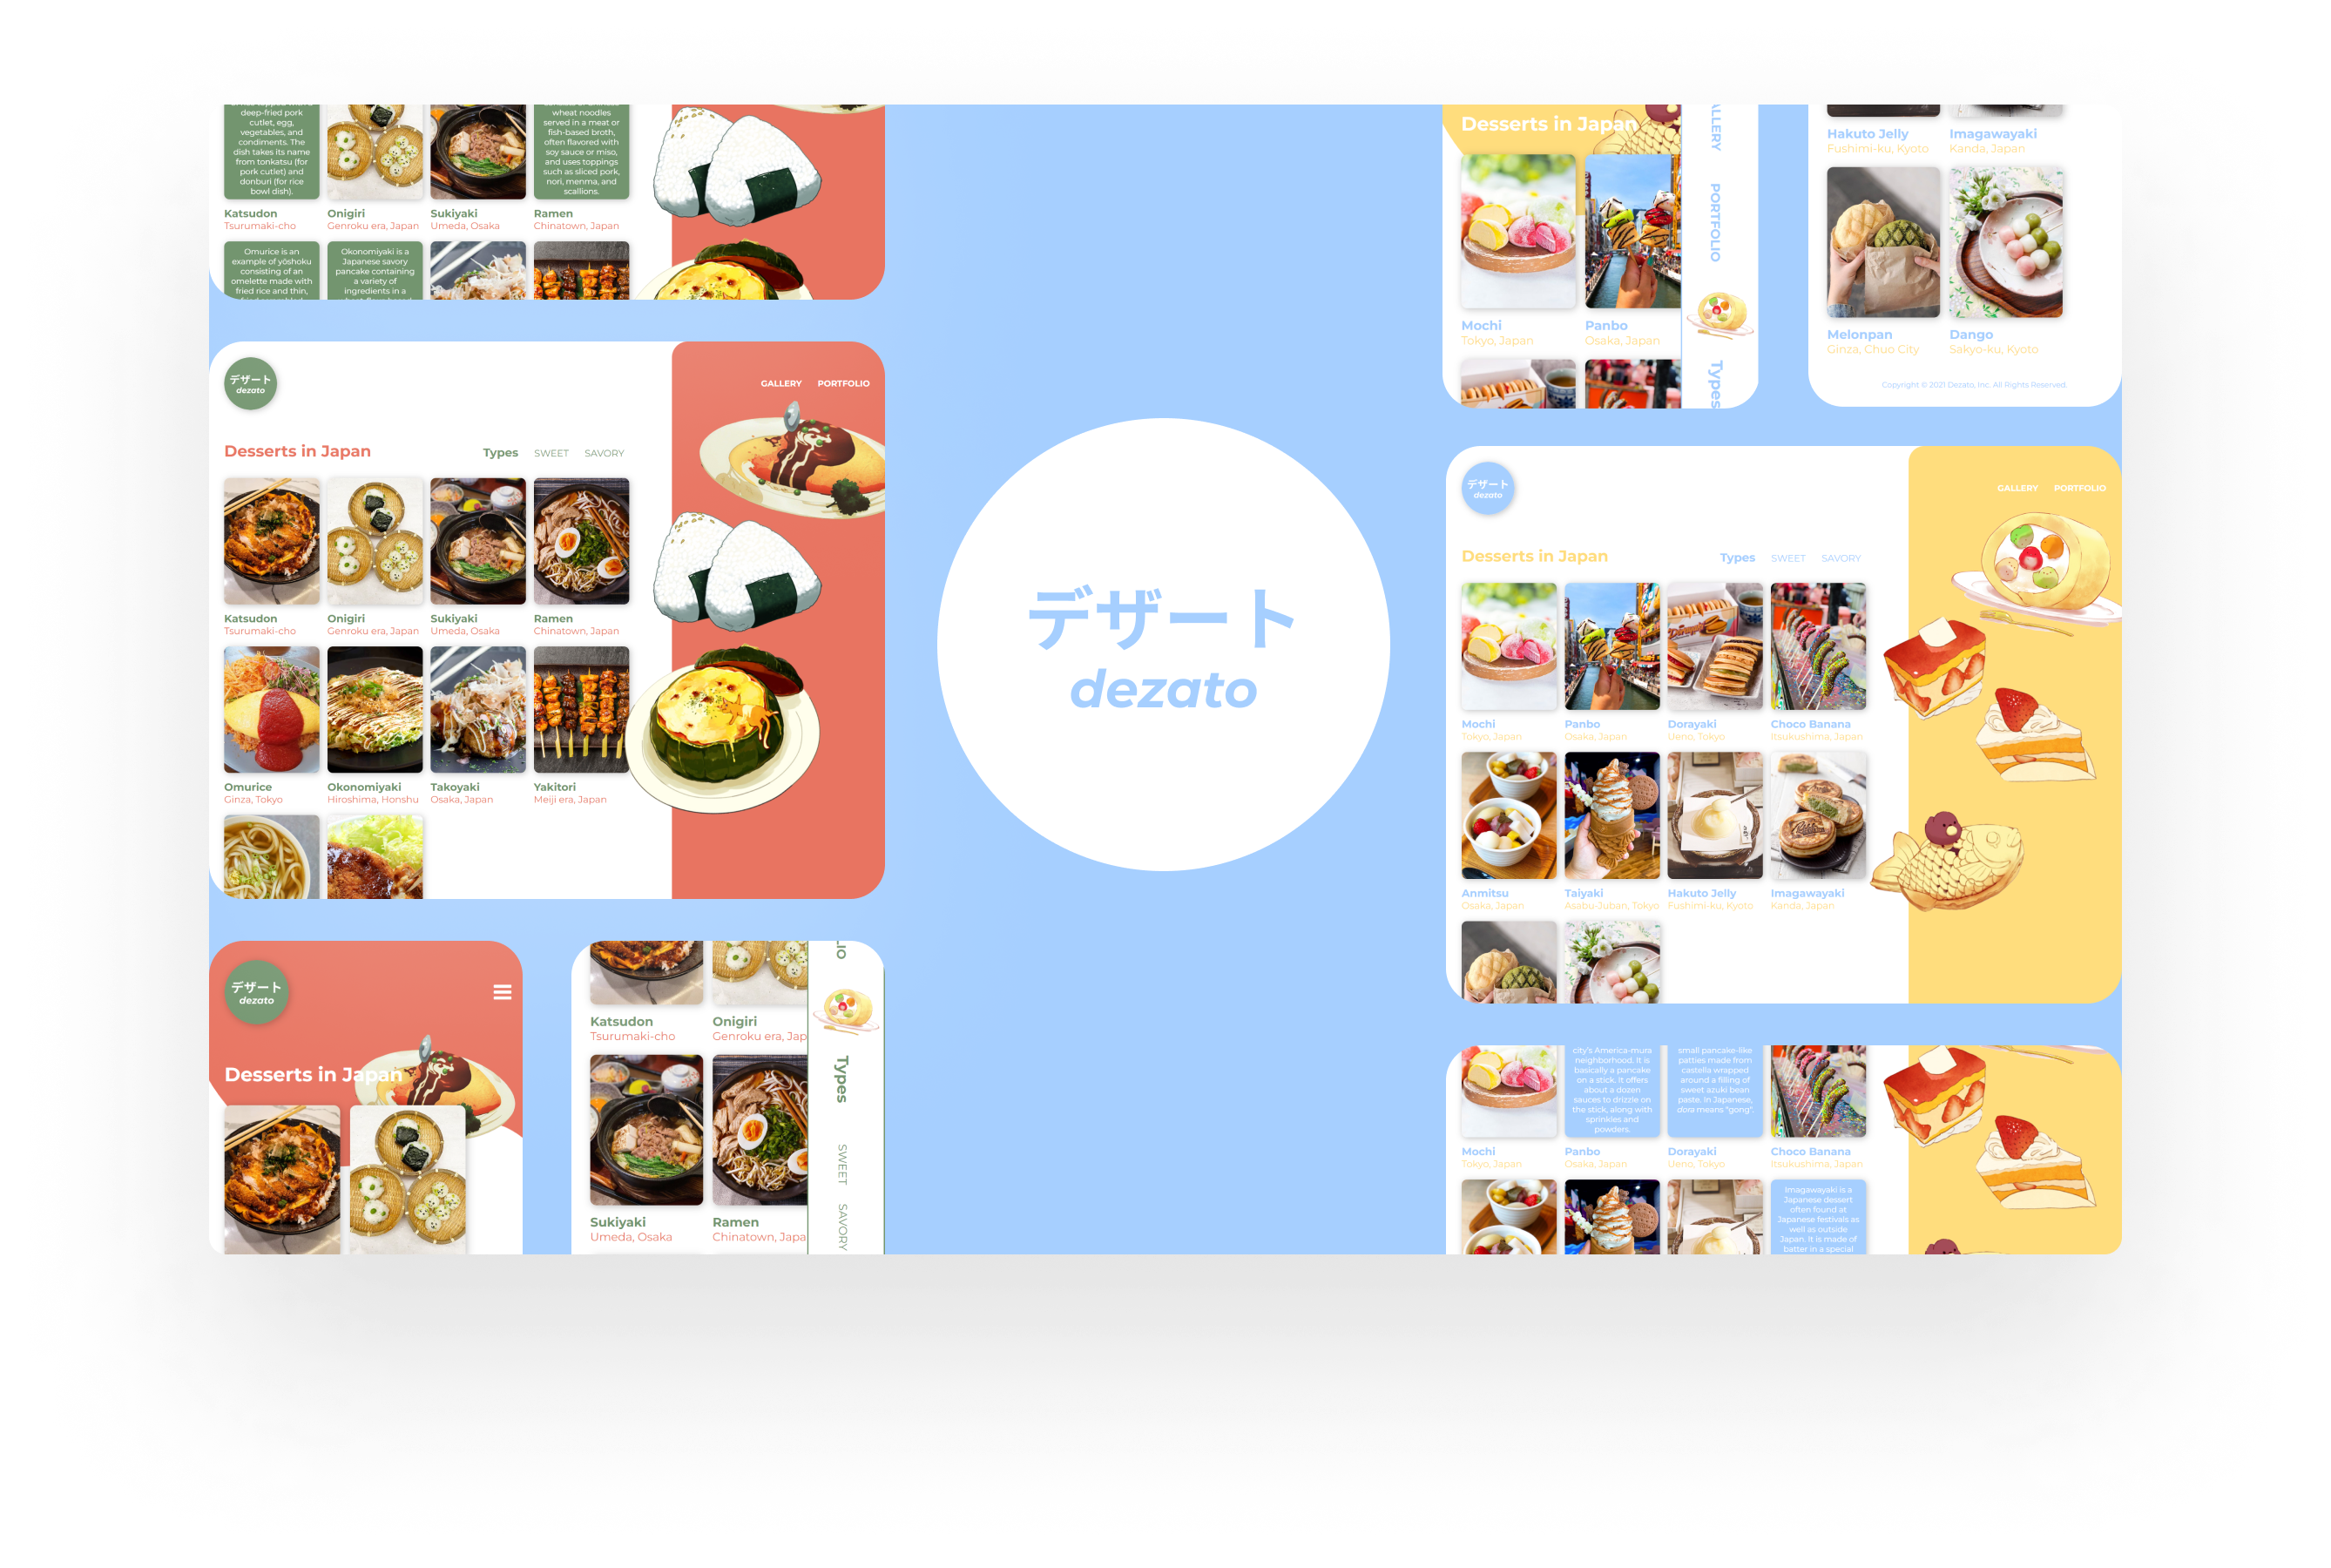 deep-fried pork
cutlet, egg,
vegetables, and
condiments. The
dish takes its name
from tonkatsu (for
pork cutlet) and
donburi (for rice
bowl dish).
wheat noodles
served in a meat or
fish-based broth,
often flavored with
soy sauce or miso,
and uses toppings
such as sliced pork,
nori, menma, and
scallions.
Katsudon
Tsurumaki-cho
Onigiri
Genroku era, Japan
Sukiyaki
Umeda, Osaka
Ramen
Chinatown, Japan
Omurice is an
example of yōshoku
consisting of an
omelette made with
fried rice and thin,
Okonomiyaki is a
Japanese savory
pancake containing
a variety of
ingredients in a
デザート
dezato
GALLERY PORTFOLIO
Desserts in Japan
Types SWEET SAVORY
Katsudon
Tsurumaki-cho
Onigiri
Genroku era, Japan
Sukiyaki
Umeda, Osaka
Ramen
Chinatown, Japan
Omurice
Ginza, Tokyo
Okonomiyaki
Hiroshima, Honshu
Takoyaki
Osaka, Japan
Yakitori
Meiji era, Japan
デザート
dezato
Desserts in Japan
LIO
Types
SWEET
SAVORY
Katsudon
Tsurumaki-cho
Onigiri
Genroku era, Jap
Sukiyaki
Umeda, Osaka
Ramen
Chinatown, Japa
デザート
dezato
Desserts in Japan
ALLERY
PORTFOLIO
Types
Mochi
Tokyo, Japan
Panbo
Osaka, Japan
Hakuto Jelly
Fushimi-ku, Kyoto
Imagawayaki
Kanda, Japan
Melonpan
Ginza, Chuo City
Dango
Sakyo-ku, Kyoto
Copyright © 2021 Dezato, Inc. All Rights Reserved.
デザート
dezato
GALLERY PORTFOLIO
Desserts in Japan
Types SWEET SAVORY
Mochi
Tokyo, Japan
Panbo
Osaka, Japan
Dorayaki
Ueno, Tokyo
Choco Banana
Itsukushima, Japan
Anmitsu
Osaka, Japan
Taiyaki
Asabu-Juban, Tokyo
Hakuto Jelly
Fushimi-ku, Kyoto
Imagawayaki
Kanda, Japan
city's America-mura
neighborhood. It is
basically a pancake
on a stick. It offers
about a dozen
sauces to drizzle on
the stick, along with
sprinkles and
powders.
small pancake-like
patties made from
castella wrapped
around a filling of
sweet azuki bean
paste. In Japanese,
dora means "gong".
Mochi
Tokyo, Japan
Panbo
Osaka, Japan
Dorayaki
Ueno, Tokyo
Choco Banana
Itsukushima, Japan
Imagawayaki is a
Japanese dessert
often found at
Japanese festivals as
well as outside
Japan. It is made of
batter in a special